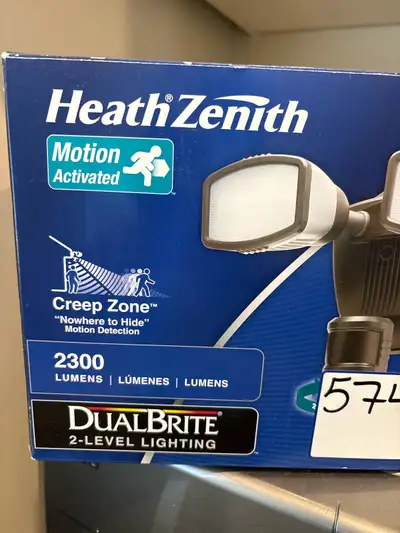 Heath®Zenith
Motion
Activated
Creep Zone™
"Nowhere to Hide"
Motion Detection
2300
LUMENS | LÚMENES | LUMENS
574
DUALBRITE®
2-LEVEL LIGHTING